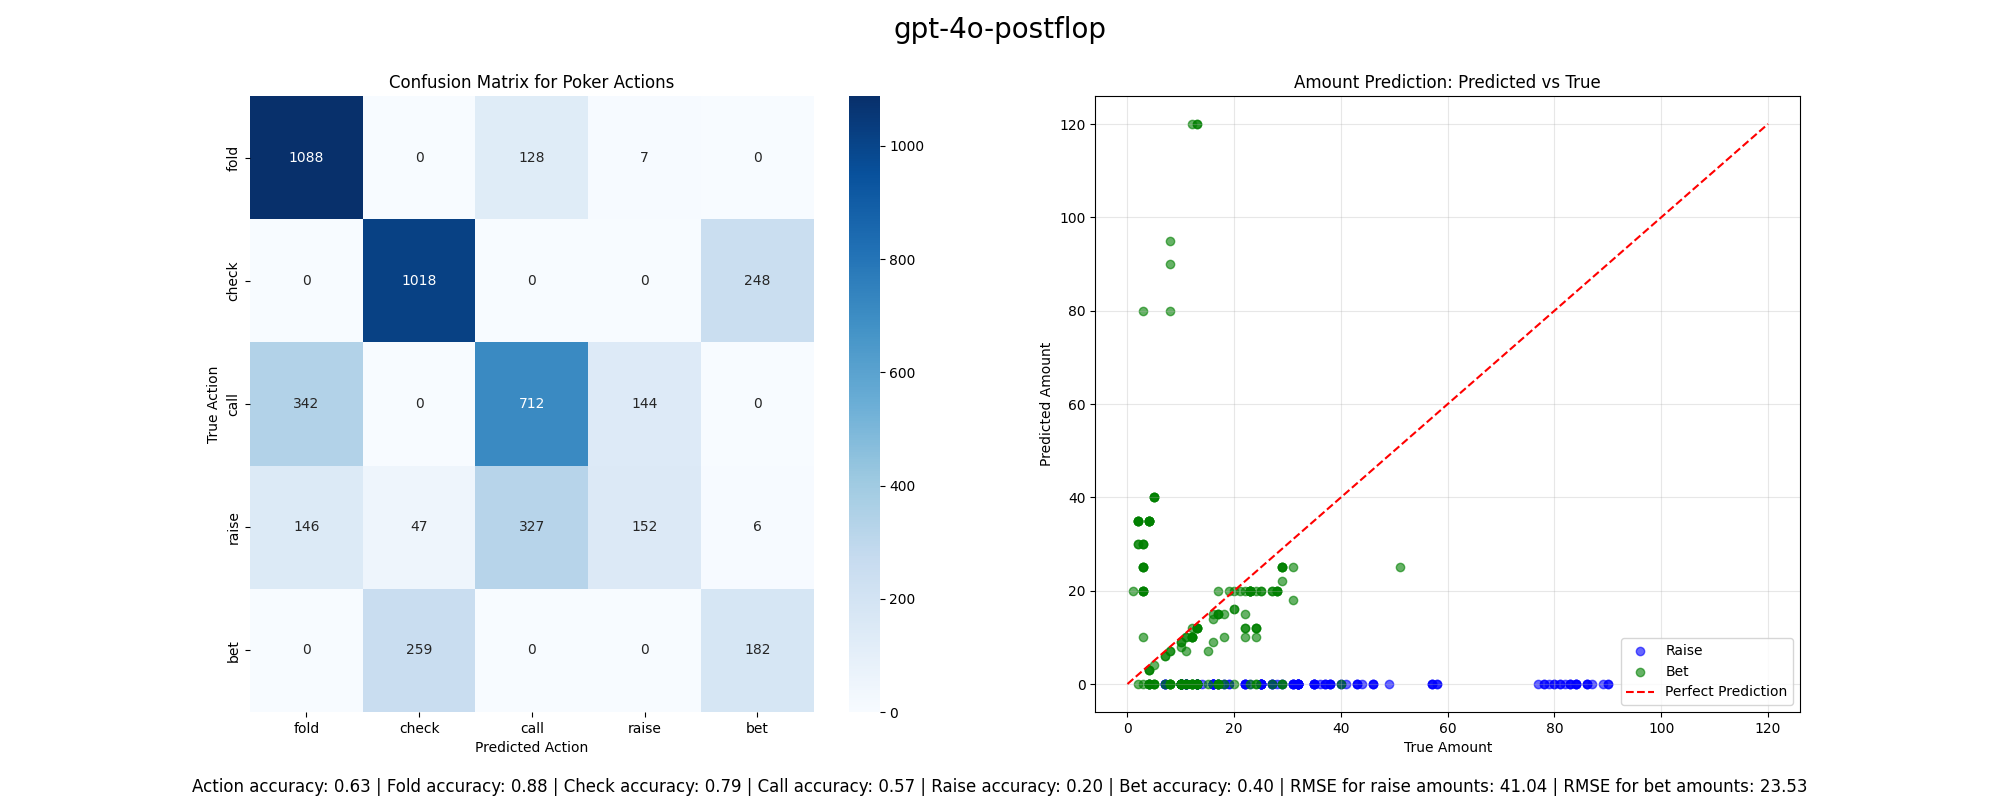 gpt-4o-postflop
Confusion Matrix for Poker Actions
True Action
fold
check
call
raise
bet
1088 0 128 7 0
0 1018 0 0 248
342 0 712 144 0
146 47 327 152 6
0 259 0 0 182
fold check call raise bet
Predicted Action
1000
800
600
400
200
0
Amount Prediction: Predicted vs True
Predicted Amount
120
100
80
60
40
20
0
Raise
Bet
Perfect Prediction
0 20 40 60 80 100 120
True Amount
Action accuracy: 0.63 | Fold accuracy: 0.88 | Check accuracy: 0.79 | Call accuracy: 0.57 | Raise accuracy: 0.20 | Bet accuracy: 0.40 | RMSE for raise amounts: 41.04 | RMSE for bet amounts: 23.53